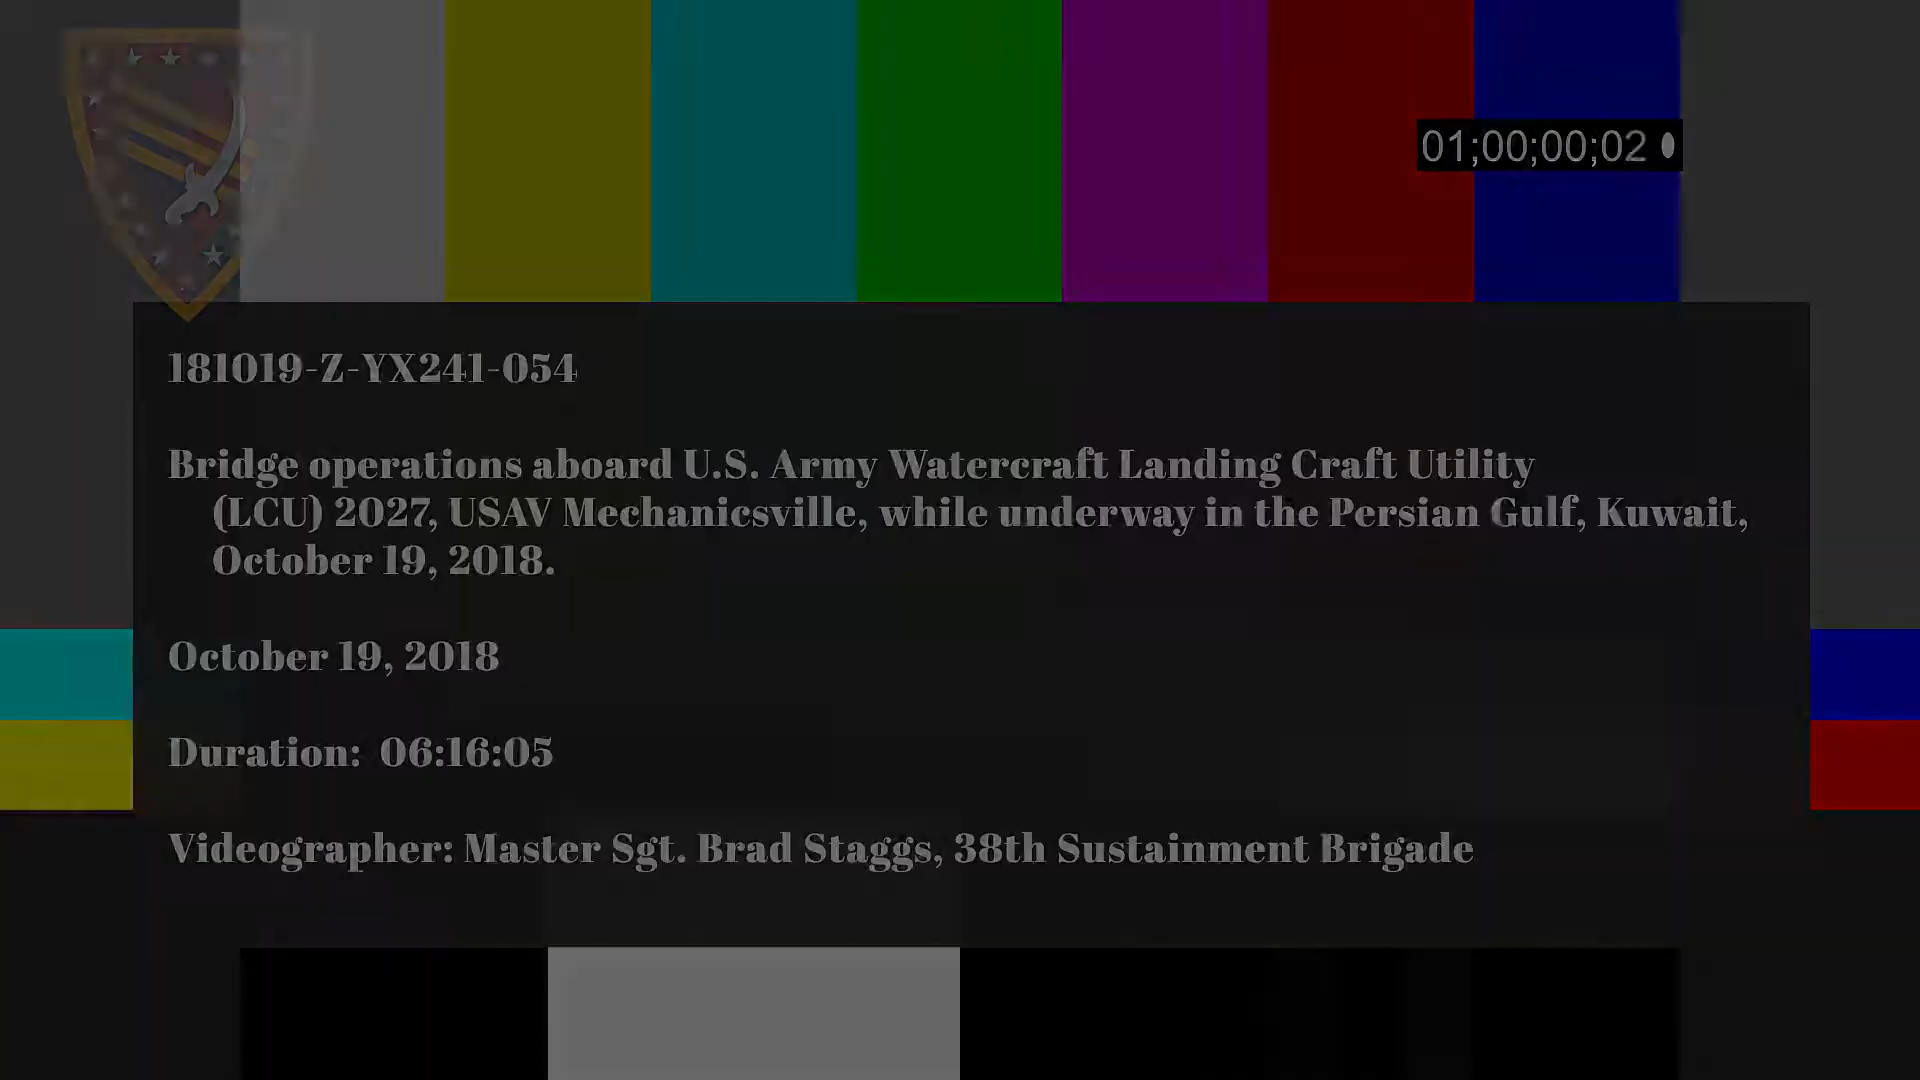 01;00;00;02
181019-Z-YX241-054
Bridge operations aboard U.S. Army Watercraft Landing Craft Utility
(LCU) 2027, USAV Mechanicsville, while underway in the Persian Gulf, Kuwait,
October 19, 2018.
October 19, 2018
Duration: 06:16:05
Videographer: Master Sgt. Brad Staggs, 38th Sustainment Brigade